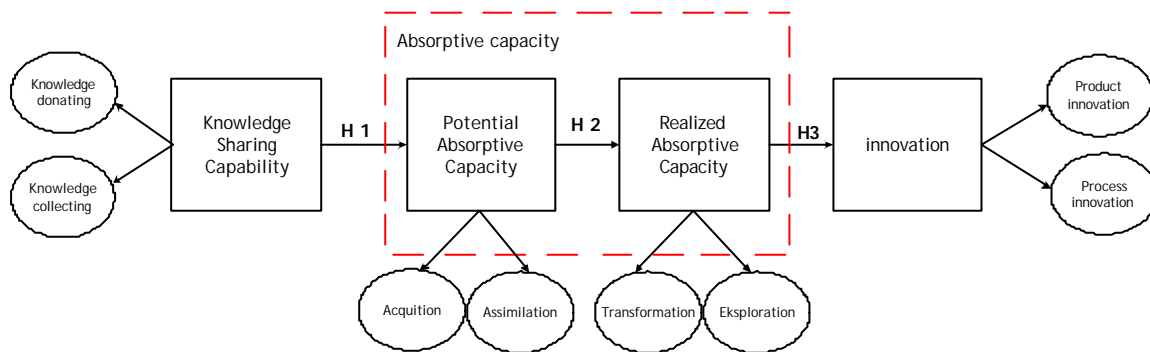 Absorptive capacity
Knowledge
donating
Knowledge
collecting
Knowledge
Sharing
Capability
H 1
Potential
Absorptive
Capacity
H 2
Realized
Absorptive
Capacity
H3
innovation
Product
innovation
Process
innovation
Acquition
Assimilation
Transformation
Eksploration